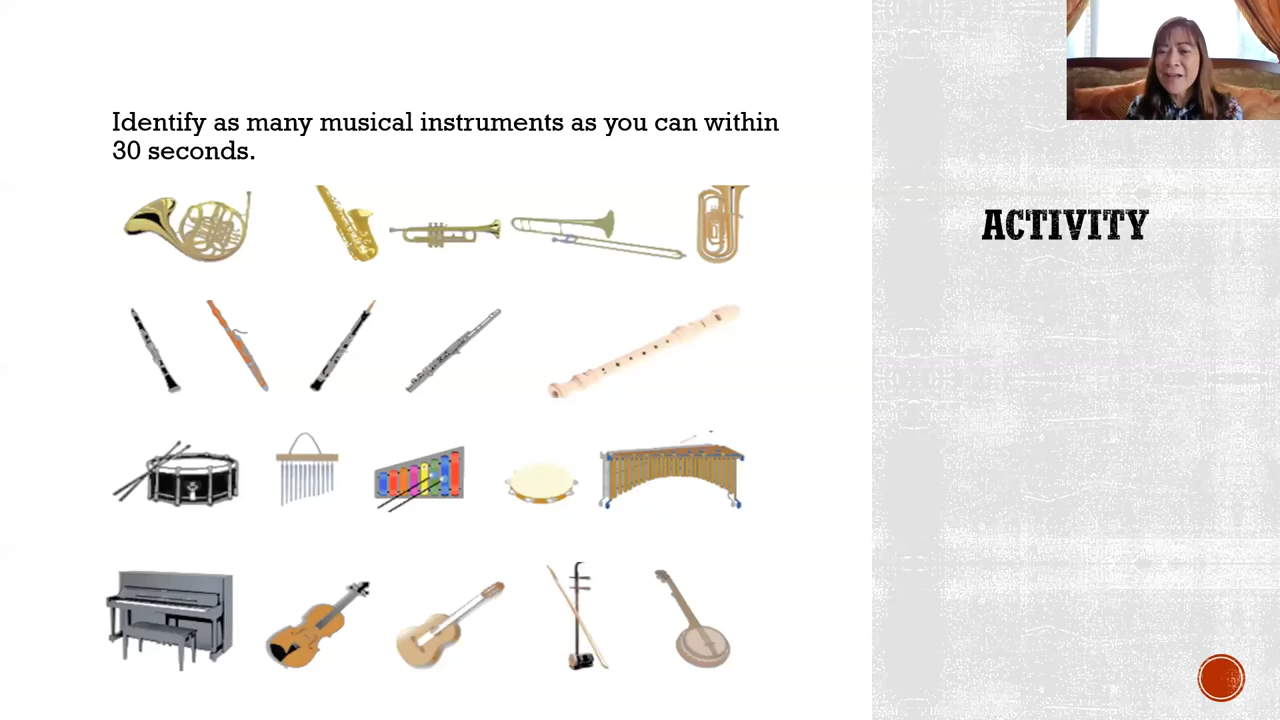 Identify as many musical instruments as you can within
30 seconds.
ACTIVITY